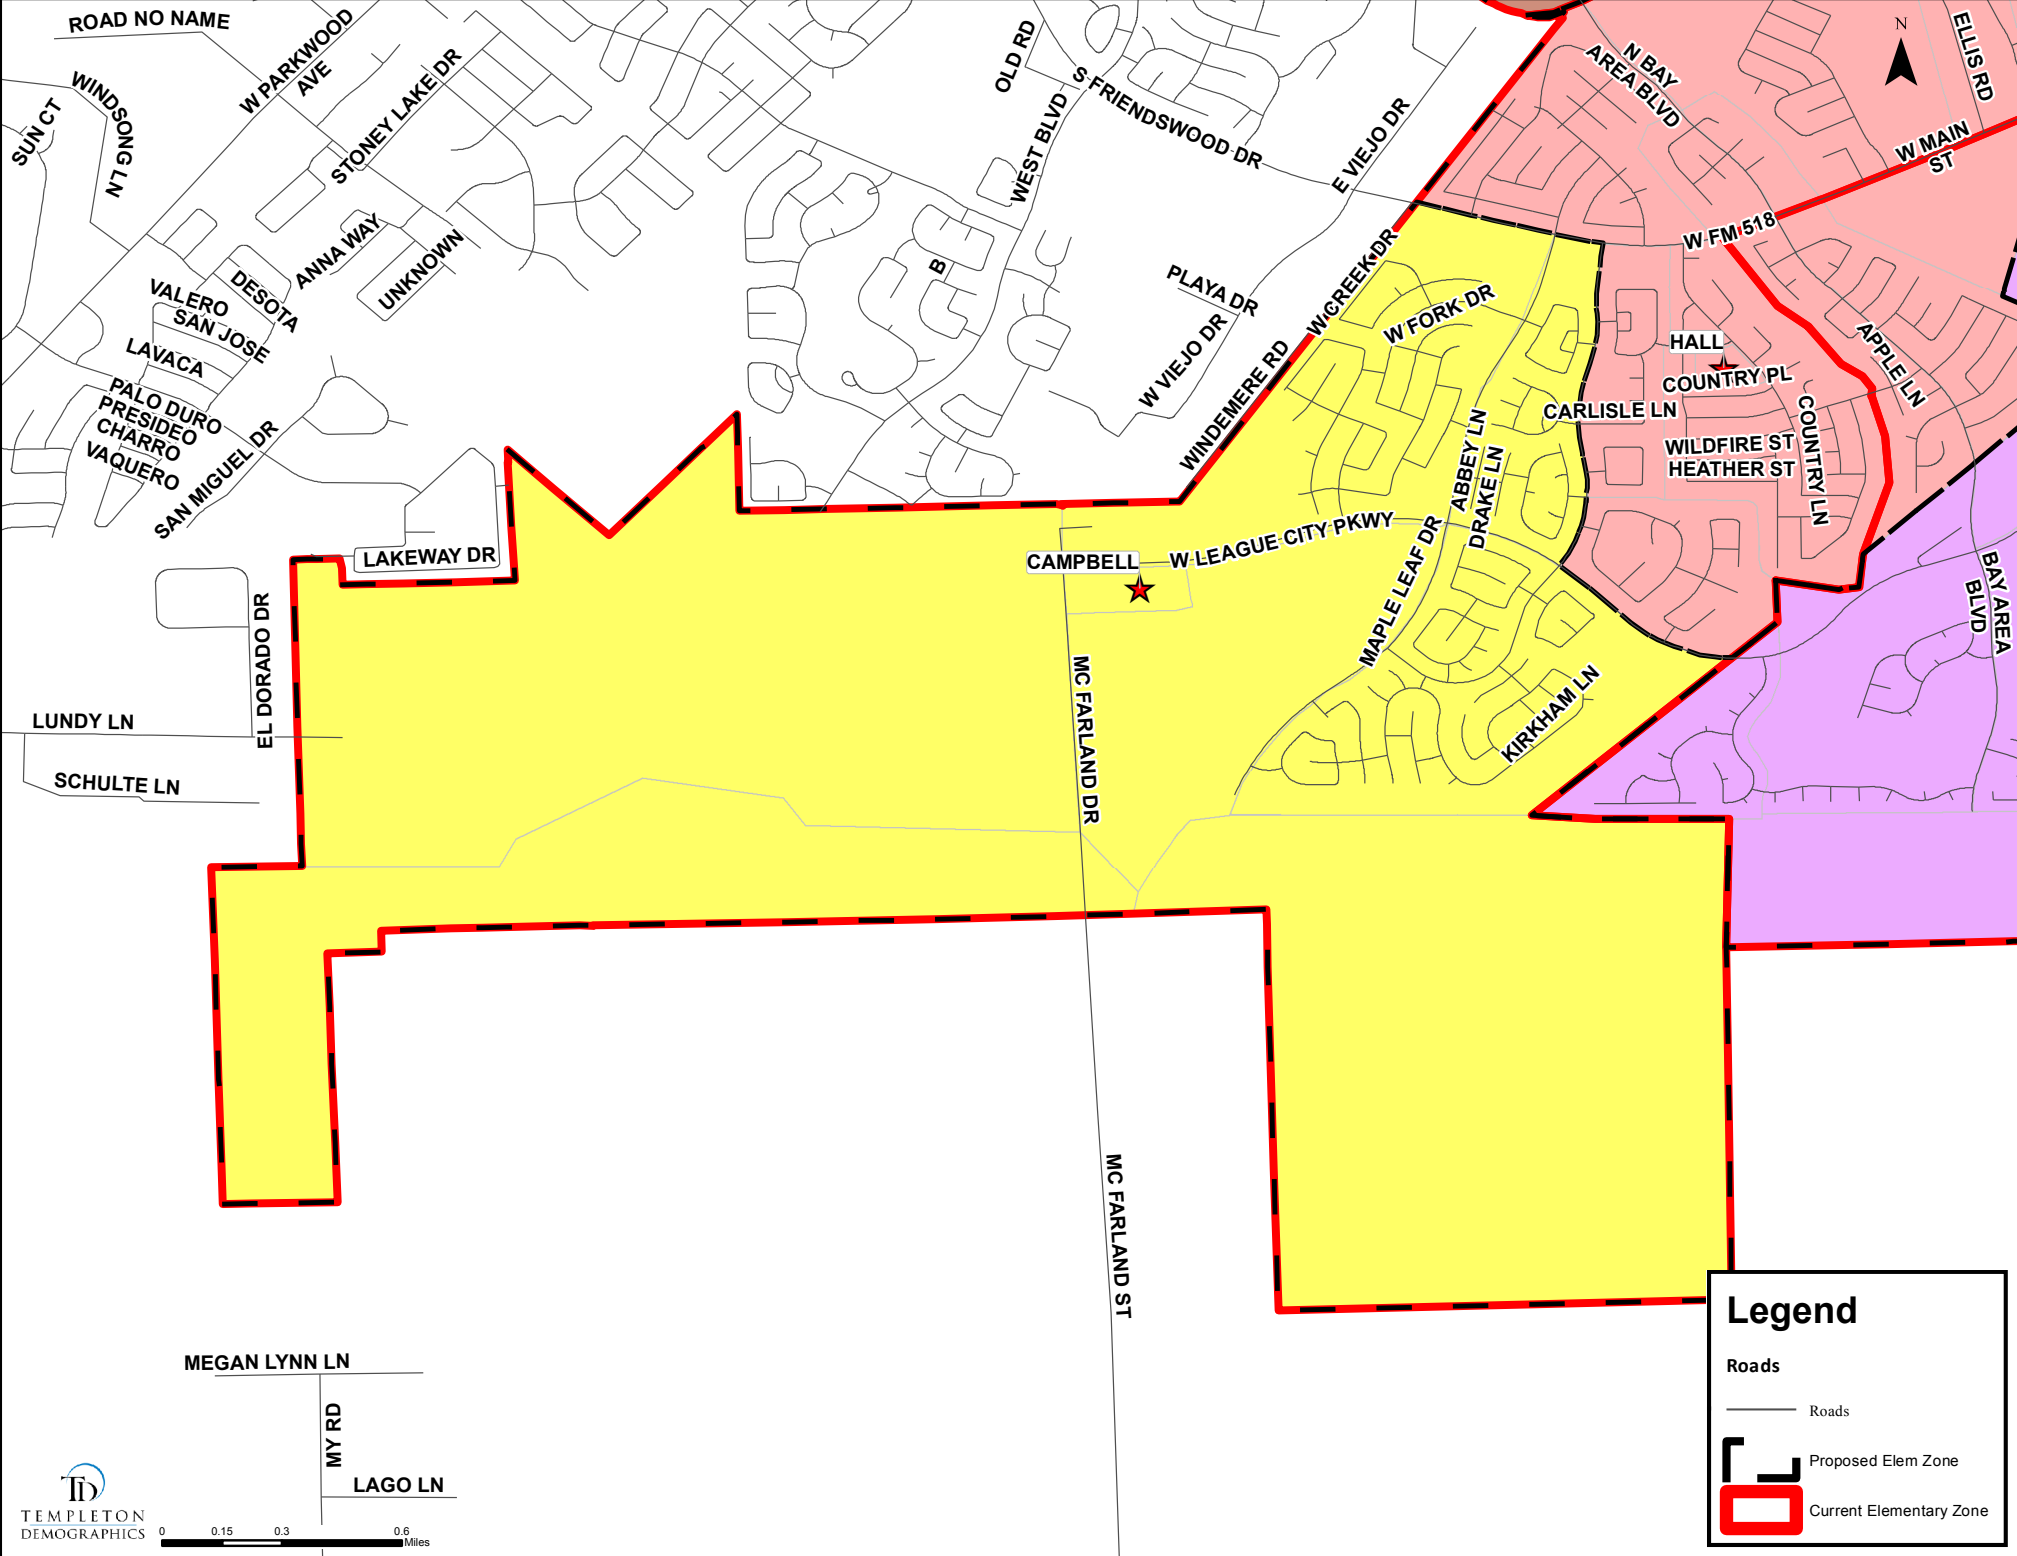 ROAD NO NAME
W PARKWOOD
AVE
OLD RD
N BAY
AREA BLVD
N
ELLIS RD
WINDSONG LN
SUN CT
STONEY LAKE DR
S FRIENDSWOOD DR
WEST BLVD
E VIEJO DR
W MAIN
ST
ANNA WAY
UNKNOWN
DESOTA
VALERO
SAN JOSE
LAVACA
B
PLAYA DR
W VIEJO DR
W CREEK DR
WINDEMERE RD
W FORK DR
W FM 518
HALL
COUNTRY PL
CARLISLE LN
APPLE LN
COUNTRY LN
WILDFIRE ST
HEATHER ST
PALO DURO
PRESIDEO
CHARRO
VAQUERO
SAN MIGUEL DR
ABBEY LN
DRAKE LN
LAKEWAY DR
CAMPBELL
W LEAGUE CITY PKWY
MAPLE LEAF DR
BAY AREA
BLVD
EL DORADO DR
LUNDY LN
SCHULTE LN
MC FARLAND DR
KIRKHAM LN
MC FARLAND ST
MEGAN LYNN LN
MY RD
LAGO LN
TD
TEMPLETON
DEMOGRAPHICS
0 0.15 0.3 0.6
Miles
Legend
Roads
Roads
Proposed Elem Zone
Current Elementary Zone